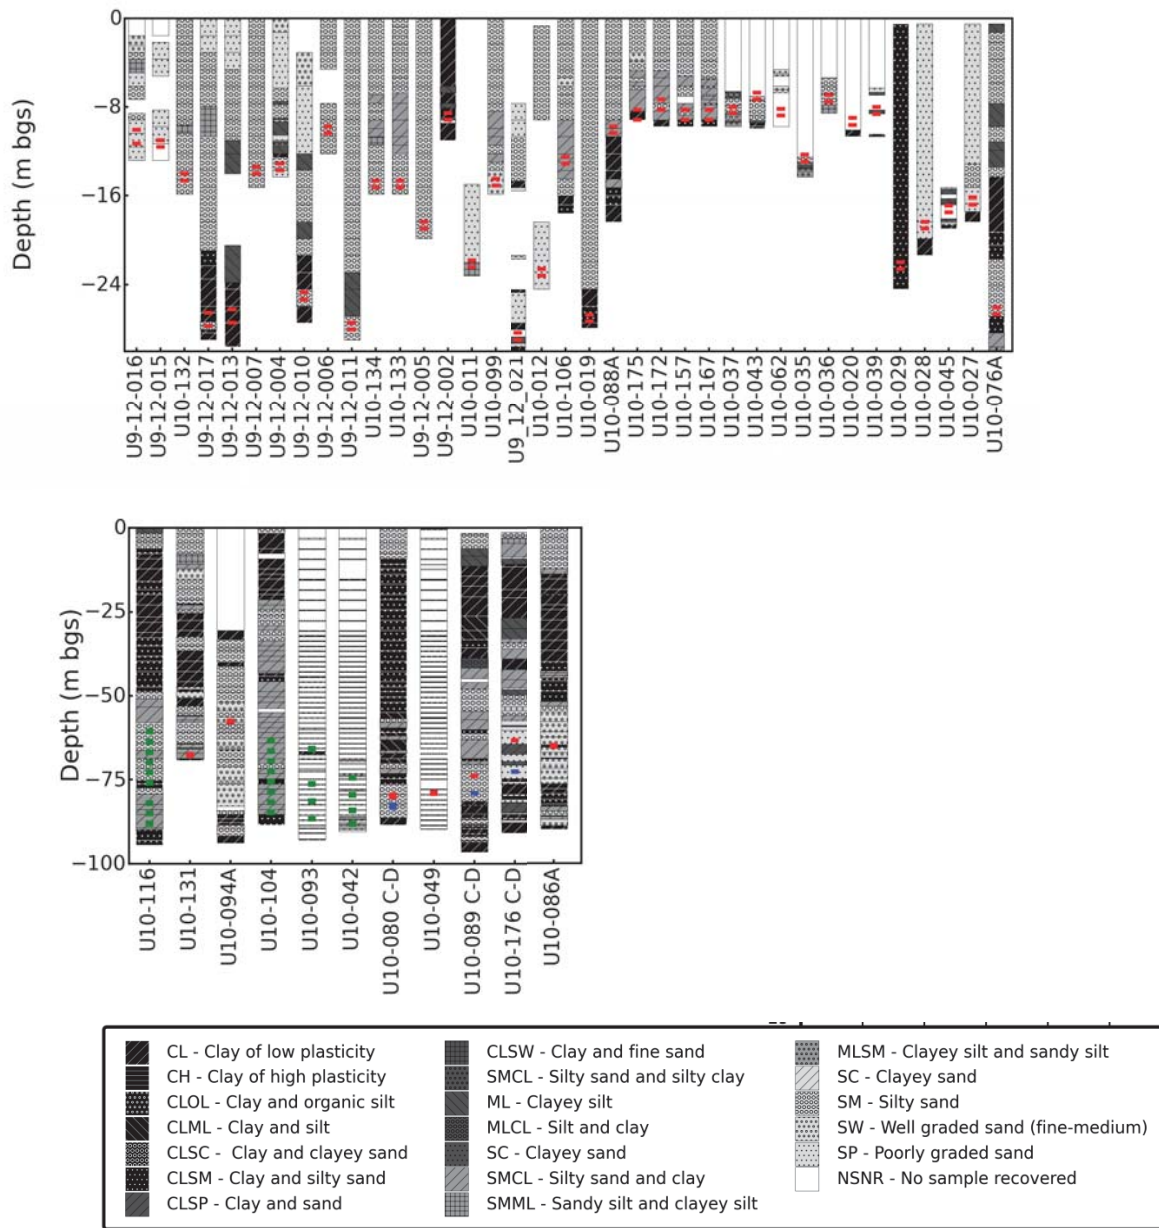 Depth (m bgs)
0
−8
−16
−24
U9-12-016
U9-12-015
U10-132
U9-12-017
U9-12-013
U9-12-007
U9-12-004
U9-12-010
U9-12-006
U9-12-011
U10-134
U10-133
U9-12-005
U9-12-002
U10-011
U10-099
U9_12_021
U10-012
U10-106
U10-019
U10-088A
U10-175
U10-172
U10-157
U10-167
U10-037
U10-043
U10-062
U10-035
U10-036
U10-020
U10-039
U10-029
U10-028
U10-045
U10-027
U10-076A
Depth (m bgs)
0
−25
−50
−75
−100
U10-116
U10-131
U10-094A
U10-104
U10-093
U10-042
U10-080 C-D
U10-049
U10-089 C-D
U10-176 C-D
U10-086A
CL - Clay of low plasticity
CH - Clay of high plasticity
CLOL - Clay and organic silt
CLML - Clay and silt
CLSC - Clay and clayey sand
CLSM - Clay and silty sand
CLSP - Clay and sand
CLSW - Clay and fine sand
SMCL - Silty sand and silty clay
ML - Clayey silt
MLCL - Silt and clay
SC - Clayey sand
SMCL - Silty sand and clay
SMML - Sandy silt and clayey silt
MLSM - Clayey silt and sandy silt
SC - Clayey sand
SM - Silty sand
SW - Well graded sand (fine-medium)
SP - Poorly graded sand
NSNR - No sample recovered